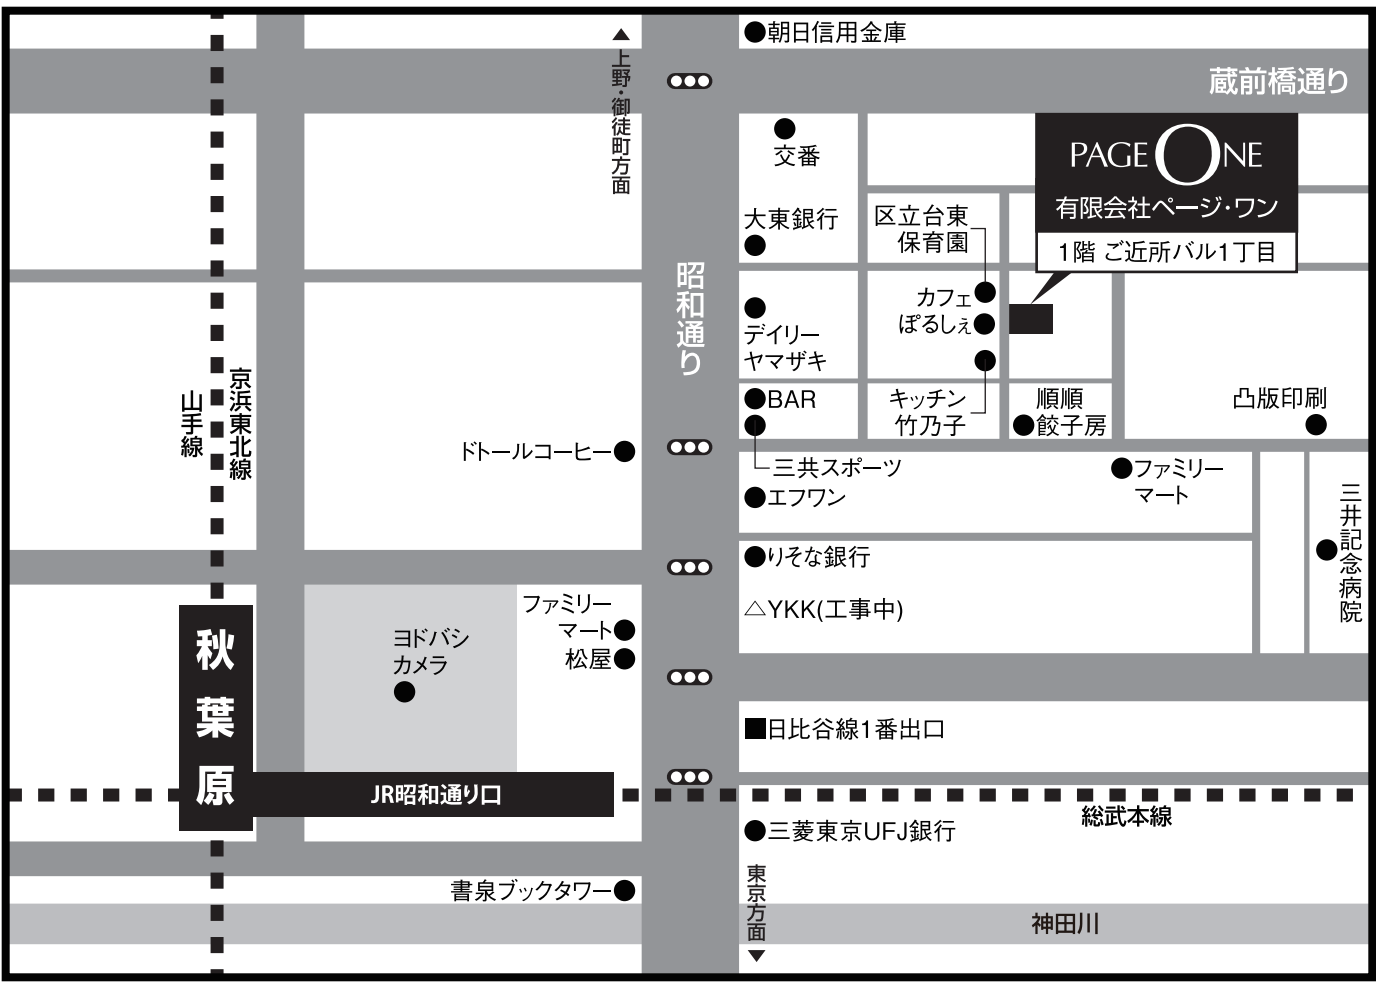 朝日信用金庫
上野・御徒町方面
蔵前橋通り
交番
PAGE ONE
有限会社ページ・ワン
1階 ご近所バル1丁目
大東銀行
区立台東
保育園
昭和通り
カフェ
ぽるしぇ
デイリー
ヤマザキ
京浜東北線
山手線
BAR
キッチン
竹乃子
順順
餃子房
凸版印刷
ドトールコーヒー
三共スポーツ
エフワン
ファミリー
マート
三井記念病院
りそな銀行
△YKK(工事中)
ファミリー
マート
松屋
ヨドバシ
カメラ
秋葉原
日比谷線1番出口
JR昭和通り口
総武本線
三菱東京UFJ銀行
書泉ブックタワー
東京方面
神田川